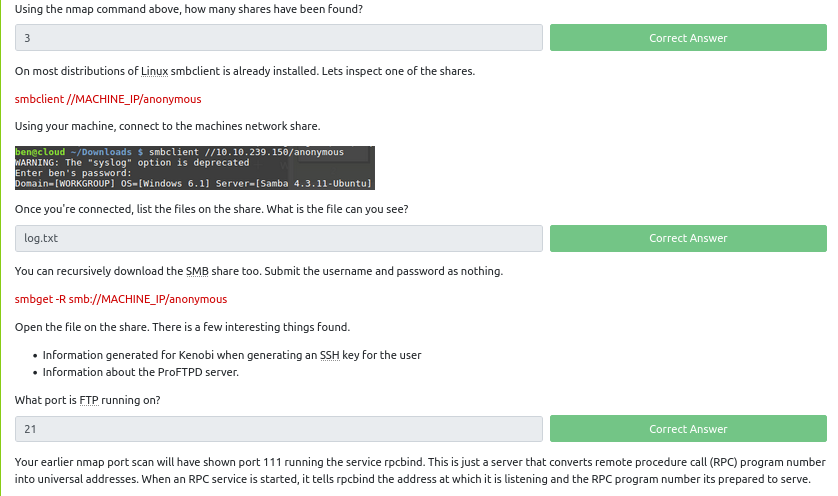 Using the nmap command above, how many shares have been found?
3
Correct Answer
On most distributions of Linux smbclient is already installed. Lets inspect one of the shares.
smbclient //MACHINE_IP/anonymous
Using your machine, connect to the machines network share.
ben@cloud ~/Downloads $ smbclient //10.10.239.150/anonymous
WARNING: The "syslog" option is deprecated
Enter ben's password:
Domain=[WORKGROUP] OS=[Windows 6.1] Server=[Samba 4.3.11-Ubuntu]
Once you're connected, list the files on the share. What is the file can you see?
log.txt
Correct Answer
You can recursively download the SMB share too. Submit the username and password as nothing.
smbget -R smb://MACHINE_IP/anonymous
Open the file on the share. There is a few interesting things found.
• Information generated for Kenobi when generating an SSH key for the user
• Information about the ProFTPD server.
What port is FTP running on?
21
Correct Answer
Your earlier nmap port scan will have shown port 111 running the service rpcbind. This is just a server that converts remote procedure call (RPC) program number
into universal addresses. When an RPC service is started, it tells rpcbind the address at which it is listening and the RPC program number its prepared to serve.